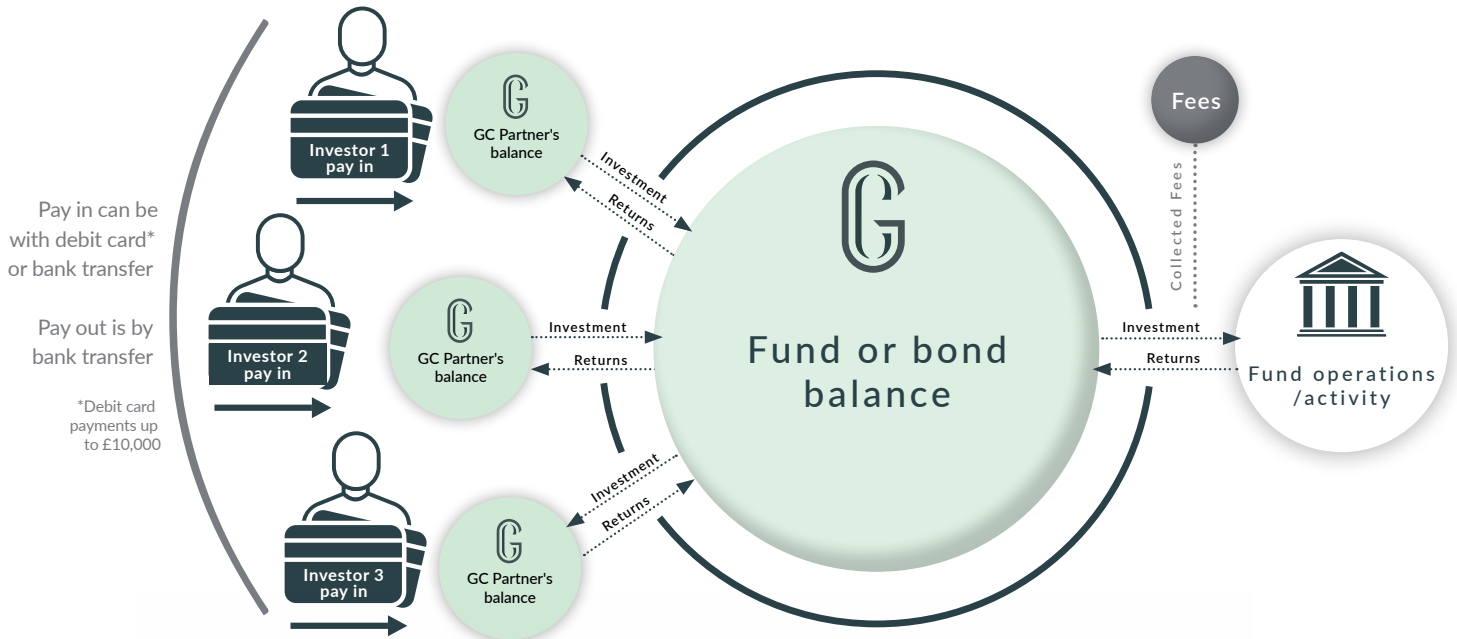 Pay in can be
with debit card*
or bank transfer
Pay out is by
bank transfer
*Debit card
payments up
to £10,000
Investor 1
pay in
GC Partner's
balance
Investment
Returns
Investor 2
pay in
GC Partner's
balance
Investment
Returns
Investor 3
pay in
GC Partner's
balance
Investment
Returns
G
G
G
G
Fund or bond
balance
Fees
Collected Fees
Investment
Returns
Fund operations
/activity